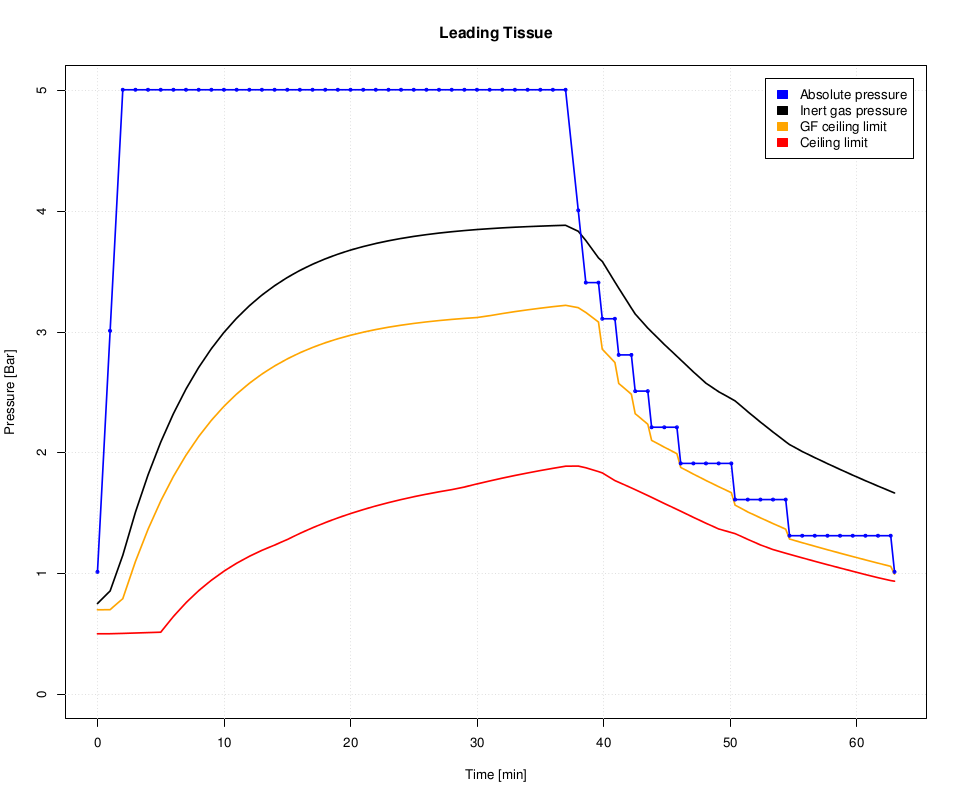 Leading Tissue
Absolute pressure
Inert gas pressure
GF ceiling limit
Ceiling limit
5
4
3
2
1
0
Pressure [Bar]
0 10 20 30 40 50 60
Time [min]